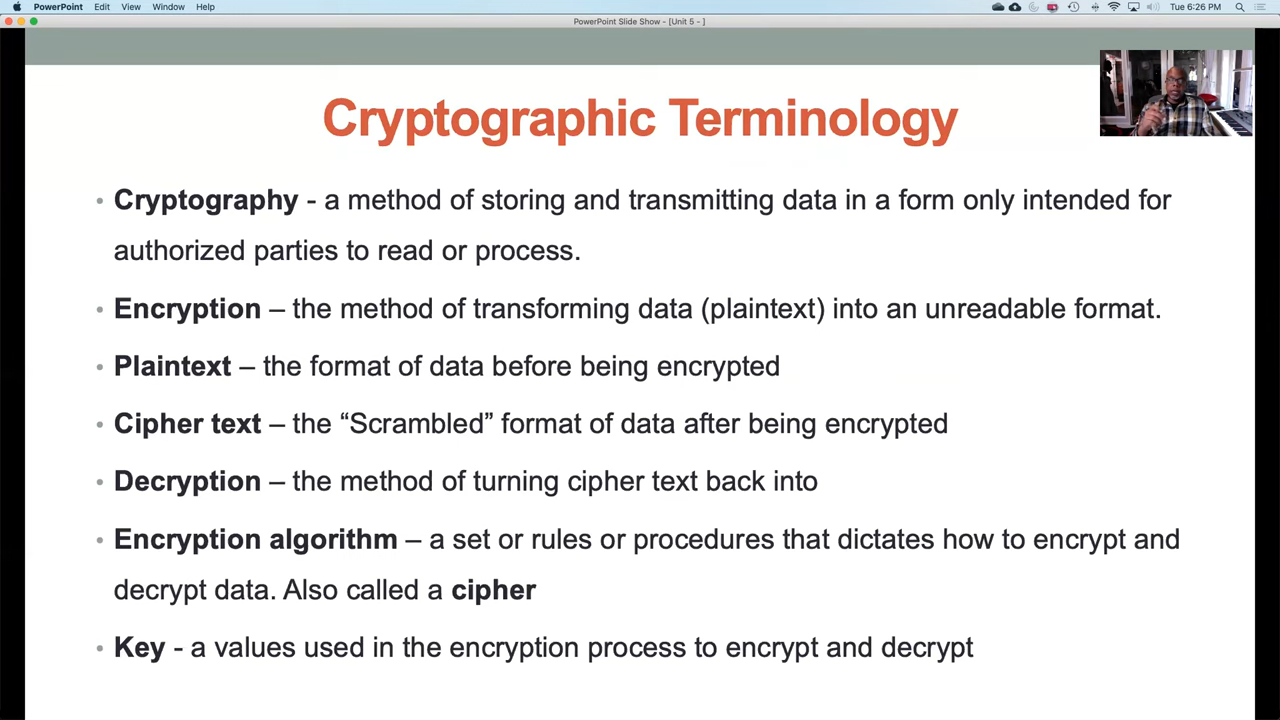 PowerPoint Edit View Window Help Tue 6:26 PM
PowerPoint Slide Show - [Unit 5 - ]
Cryptographic Terminology
• Cryptography - a method of storing and transmitting data in a form only intended for
authorized parties to read or process.
• Encryption – the method of transforming data (plaintext) into an unreadable format.
• Plaintext – the format of data before being encrypted
• Cipher text – the “Scrambled” format of data after being encrypted
• Decryption – the method of turning cipher text back into
• Encryption algorithm – a set or rules or procedures that dictates how to encrypt and
decrypt data. Also called a cipher
• Key - a values used in the encryption process to encrypt and decrypt